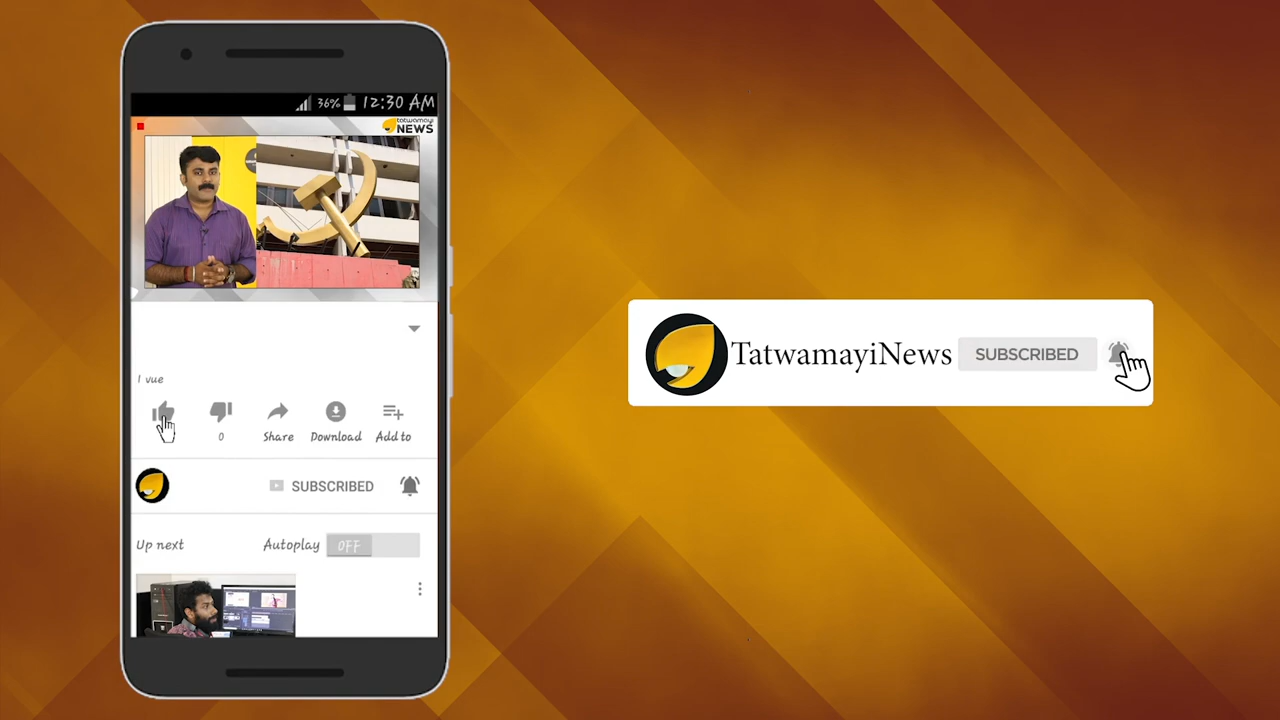 36% 12:30 AM
tatwamayi
NEWS
1 vue
0 Share Download Add to
SUBSCRIBED
Up next Autoplay OFF
TatwamayiNews SUBSCRIBED